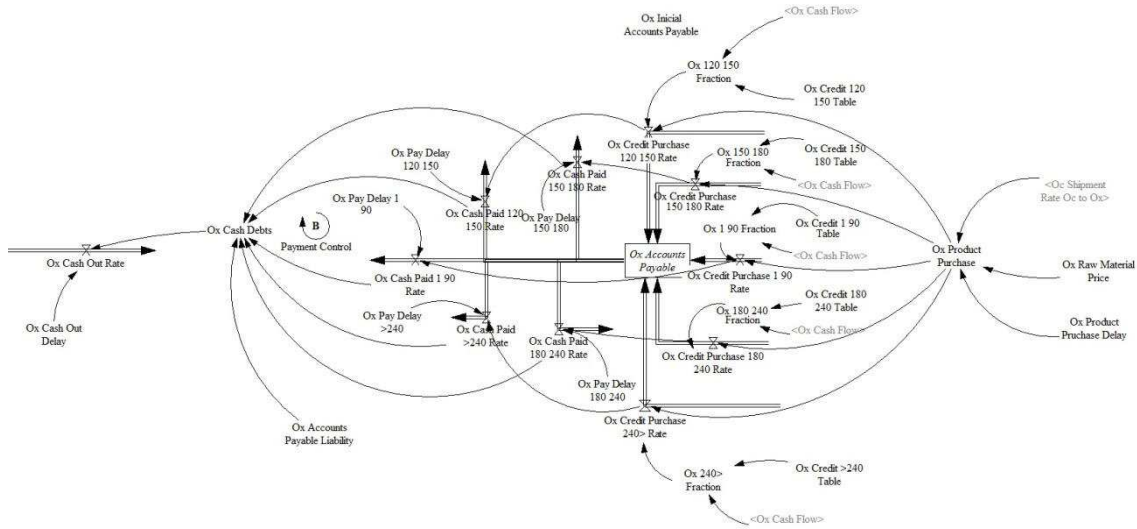 <Ox Cash Flow>
Ox Inicial
Accounts Payable
Ox 120 150
Fraction
Ox Credit 120
150 Table
Ox Credit Purchase
120 150 Rate
Ox Pay Delay
120 150
Ox Cash Paid
150 180 Rate
Ox 150 180
Fraction
Ox Credit 150
180 Table
<Ox Cash Flow>
Ox Credit Purchase
150 180 Rate
Ox Pay Delay 1
90
Ox Cash Paid 120
150 Rate
Ox Pay Delay
150 180
<Oc Shipment
Rate Oc to Ox>
Ox Credit 1 90
Table
Ox 1 90 Fraction
<Ox Cash Flow>
Ox Cash Debts
B
Payment Control
Ox Product
Purchase
Ox Accounts
Payable
Ox Cash Out Rate
Ox Cash Paid 1 90
Rate
Ox Credit Purchase 1 90
Rate
Ox Raw Material
Price
Ox Credit 180
240 Table
Ox 180 240
Fraction
<Ox Cash Flow>
Ox Cash Out
Delay
Ox Pay Delay
>240
Ox Cash Paid
>240 Rate
Ox Cash Paid
180 240 Rate
Ox Credit Purchase 180
240 Rate
Ox Product
Pruchase Delay
Ox Pay Delay
180 240
Ox Credit Purchase
240> Rate
Ox Accounts
Payable Liability
Ox 240>
Fraction
Ox Credit >240
Table
<Ox Cash Flow>